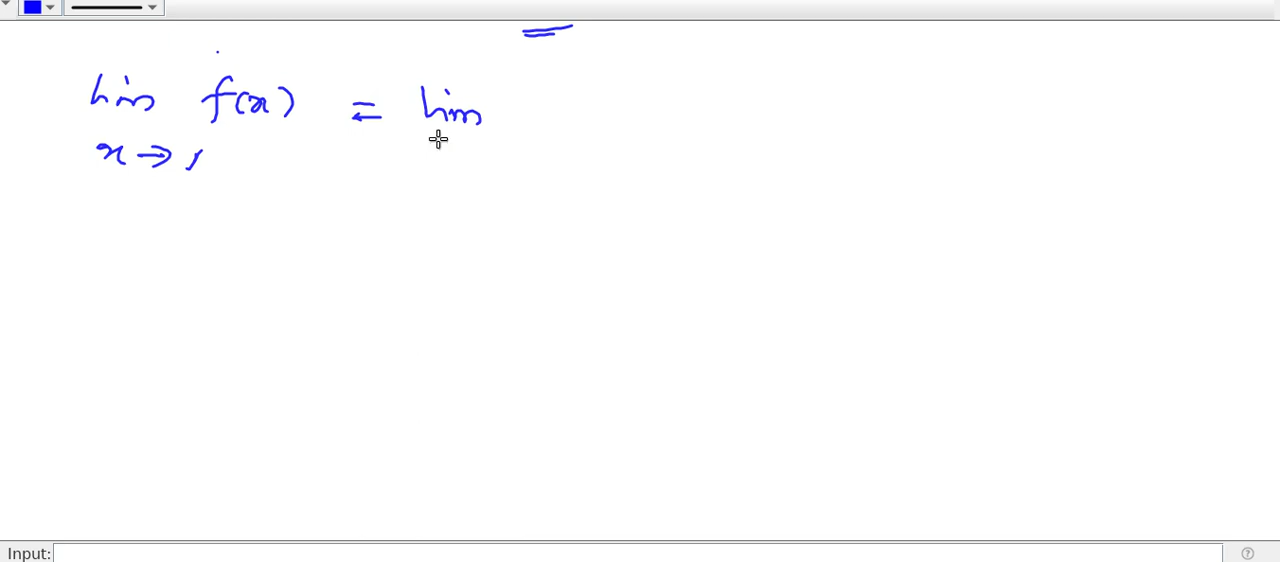 lim f(x) = lim
x → 1
Input: